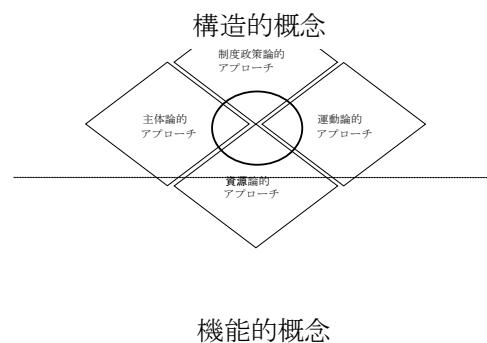 構造的概念
制度政策論的
アプローチ
主体論的
アプローチ
運動論的
アプローチ
資源論的
アプローチ
機能的概念